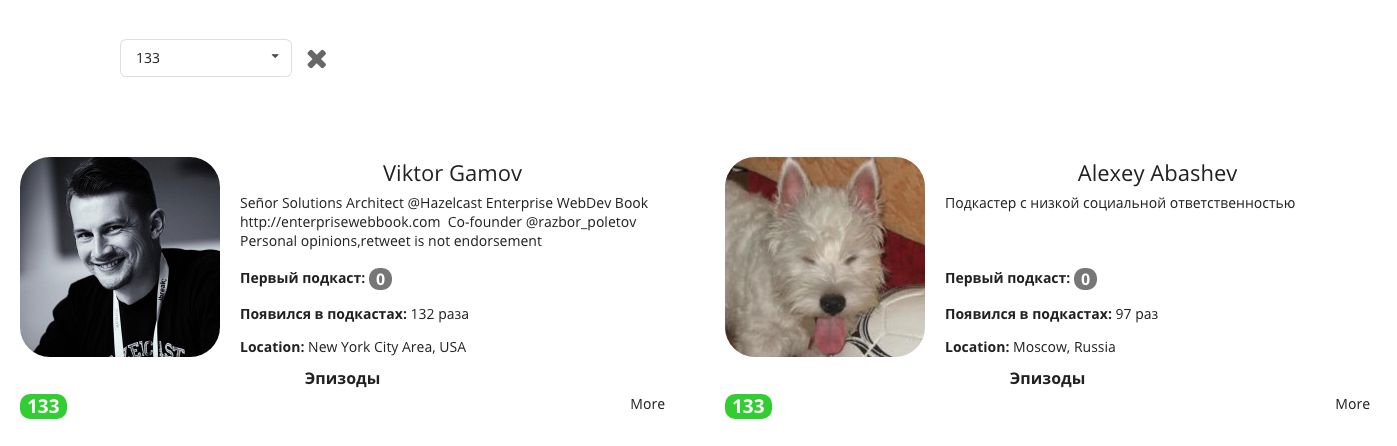 133
Viktor Gamov
Señor Solutions Architect @Hazelcast Enterprise WebDev Book
http://enterprisewebbook.com Co-founder @razbor_poletov
Personal opinions,retweet is not endorsement
Первый подкаст: 0
Появился в подкастах: 132 раза
Location: New York City Area, USA
Эпизоды
133
More
Alexey Abashev
Подкастер с низкой социальной ответственностью
Первый подкаст: 0
Появился в подкастах: 97 раз
Location: Moscow, Russia
Эпизоды
133
More